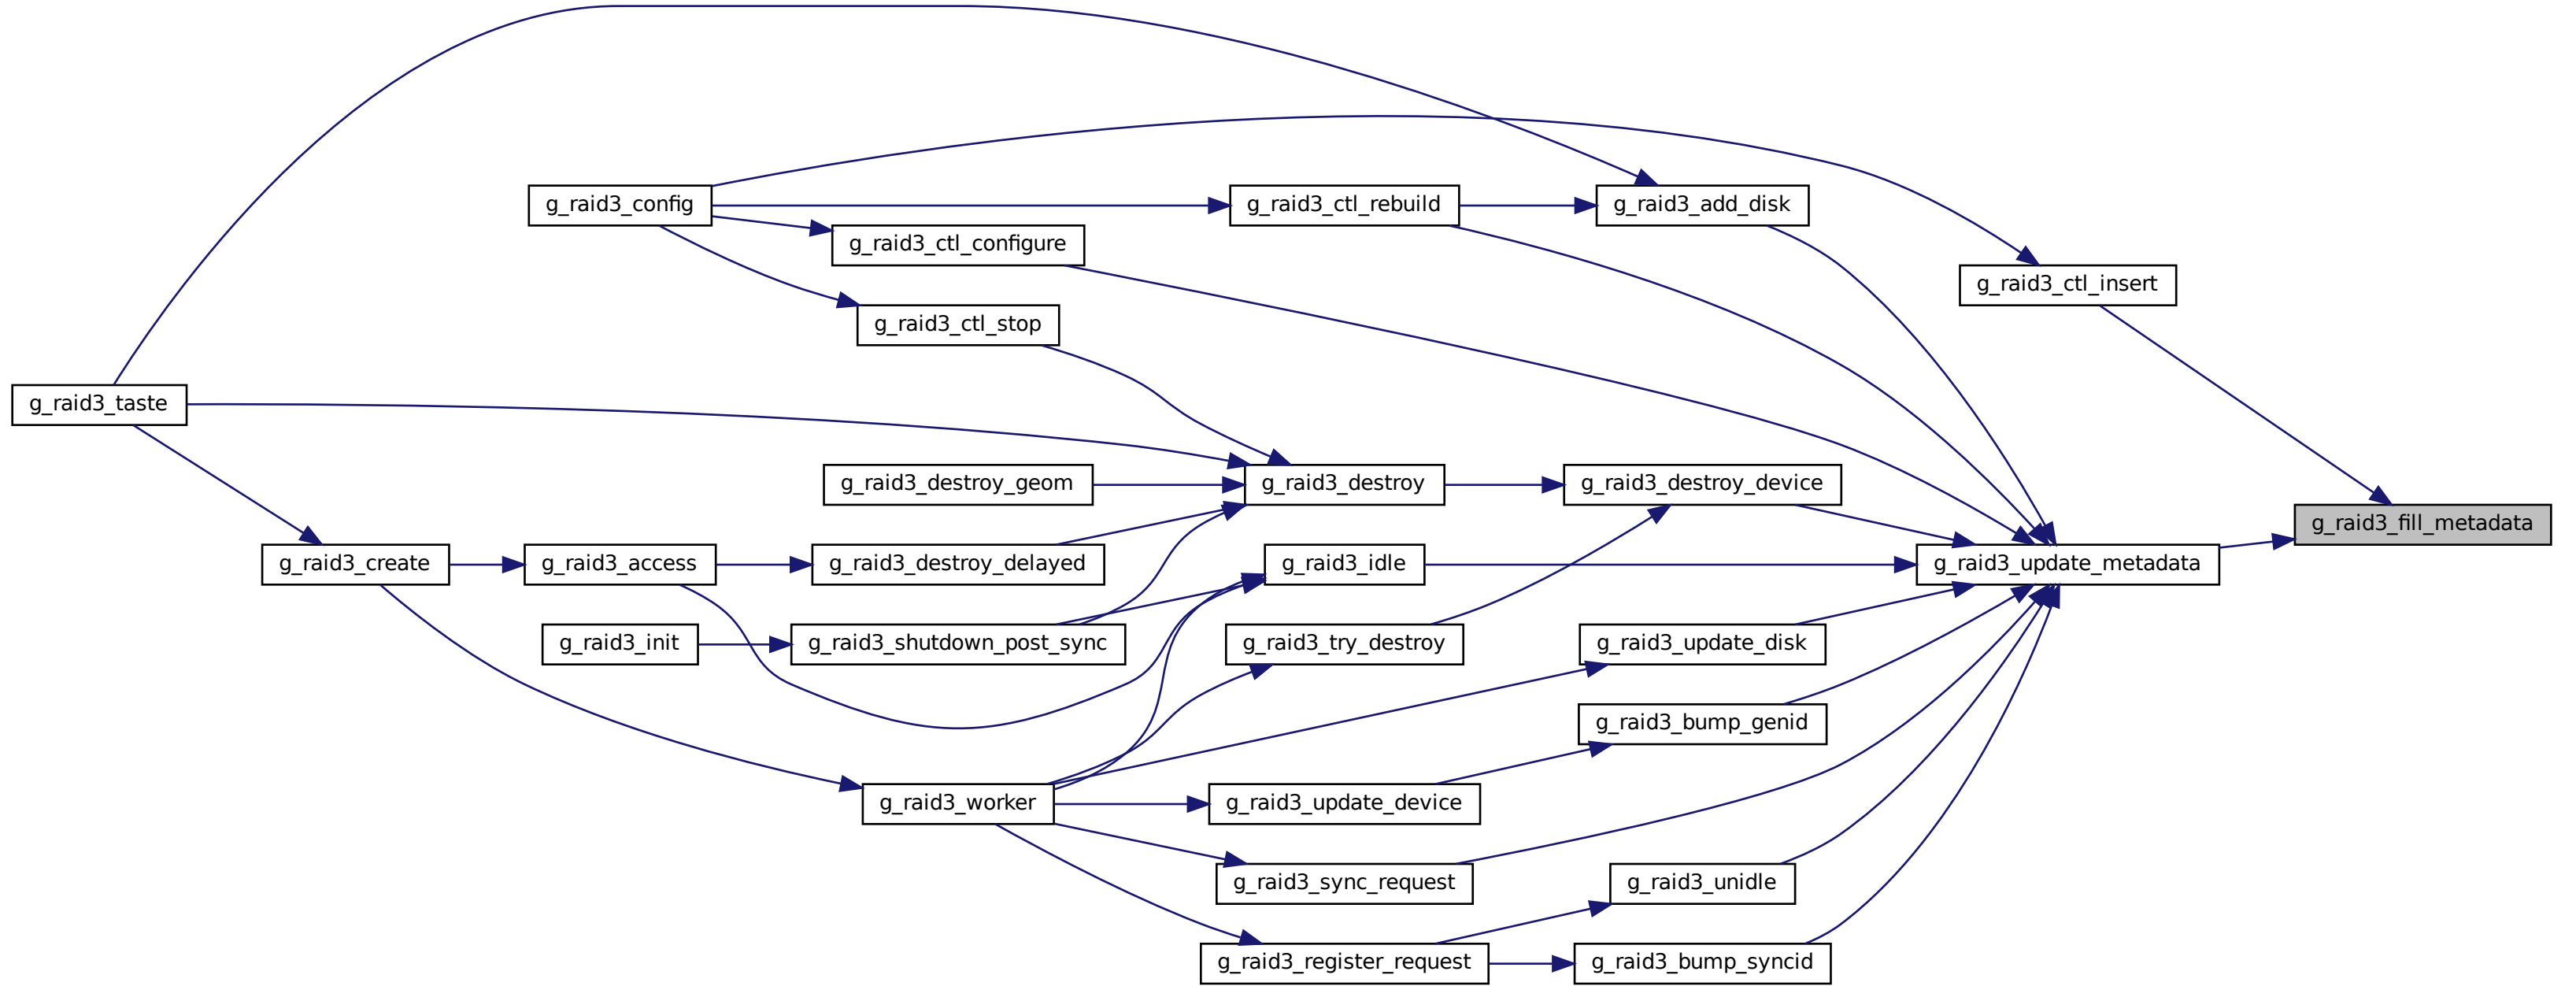 g_raid3_config
g_raid3_ctl_rebuild
g_raid3_add_disk
g_raid3_ctl_configure
g_raid3_ctl_insert
g_raid3_ctl_stop
g_raid3_taste
g_raid3_destroy_geom
g_raid3_destroy
g_raid3_destroy_device
g_raid3_fill_metadata
g_raid3_create
g_raid3_access
g_raid3_destroy_delayed
g_raid3_idle
g_raid3_update_metadata
g_raid3_init
g_raid3_shutdown_post_sync
g_raid3_try_destroy
g_raid3_update_disk
g_raid3_bump_genid
g_raid3_worker
g_raid3_update_device
g_raid3_sync_request
g_raid3_unidle
g_raid3_register_request
g_raid3_bump_syncid